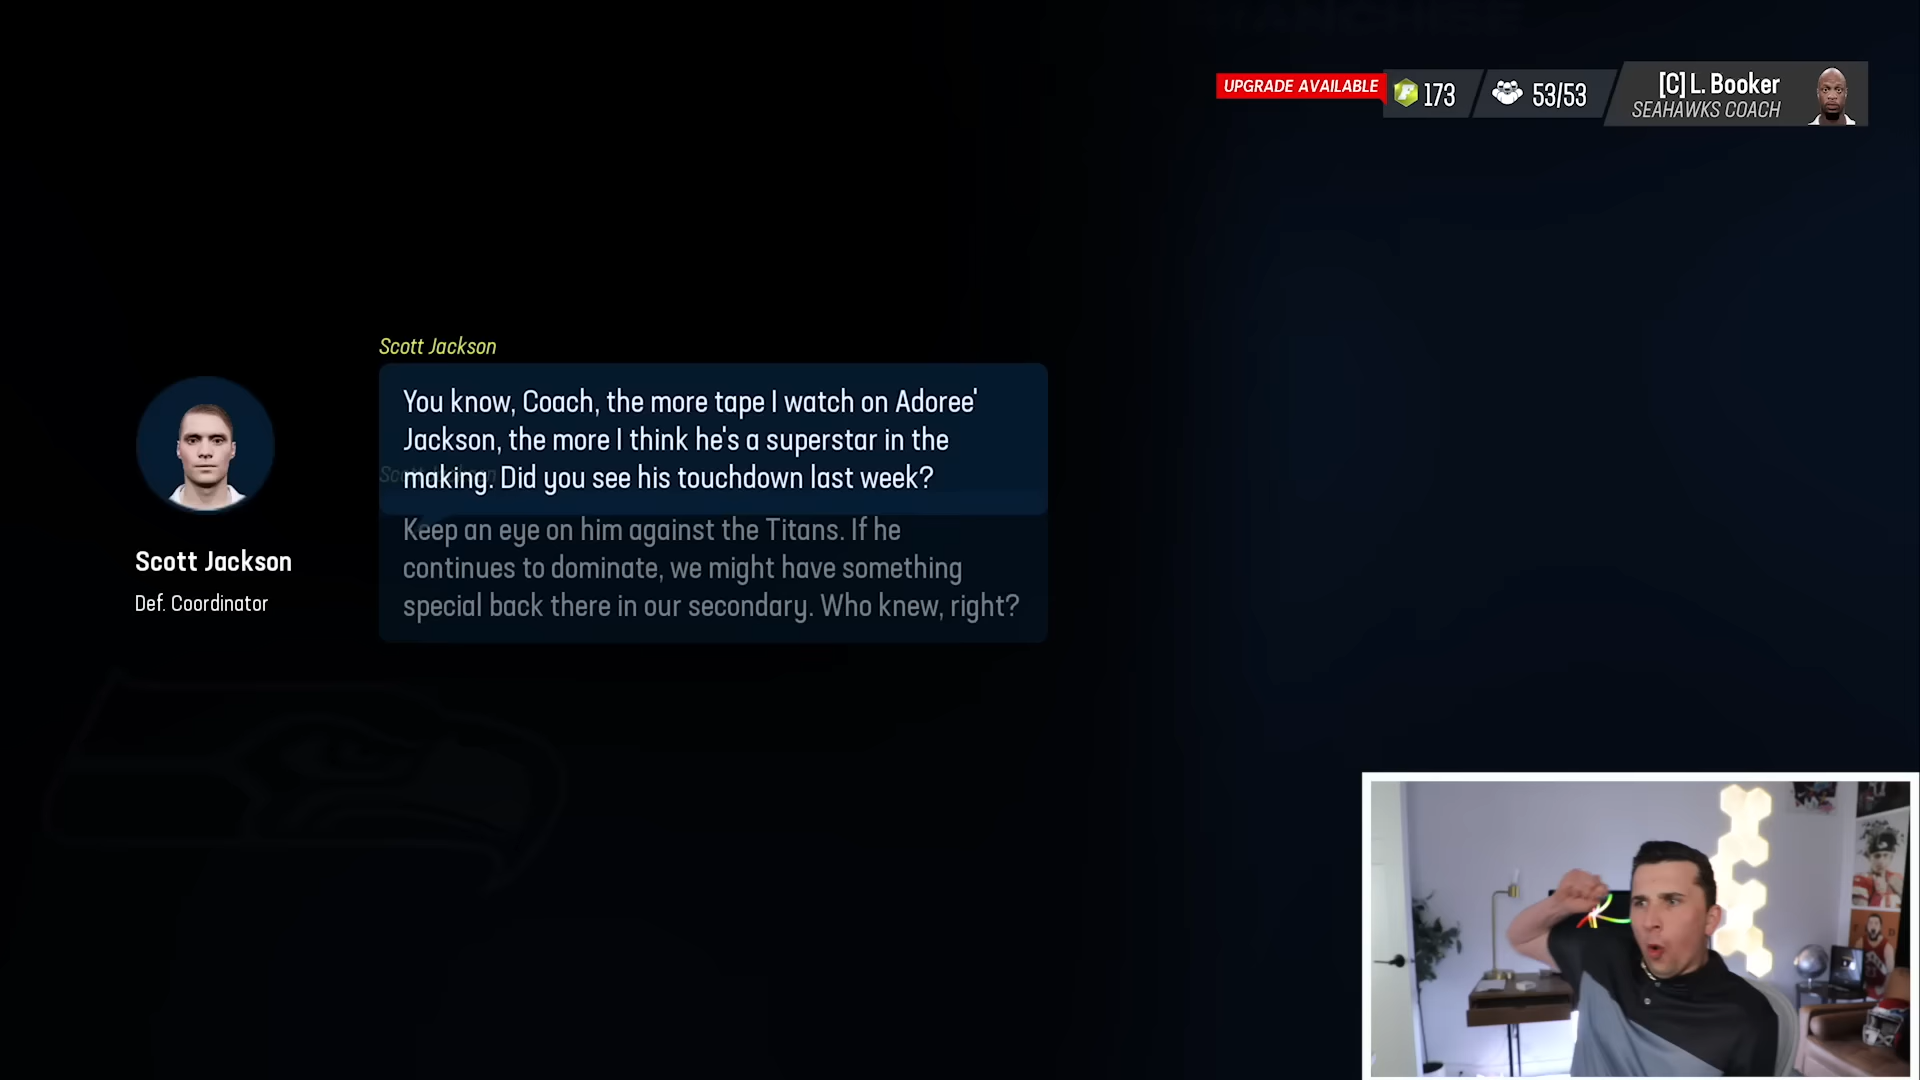 FRANCHISE
UPGRADE AVAILABLE
173
53/53
[C] L. Booker
SEAHAWKS COACH
Scott Jackson
You know, Coach, the more tape I watch on Adoree'
Jackson, the more I think he's a superstar in the
making. Did you see his touchdown last week?
Scott Jackson
Keep an eye on him against the Titans. If he
continues to dominate, we might have something
special back there in our secondary. Who knew, right?
Scott Jackson
Def. Coordinator